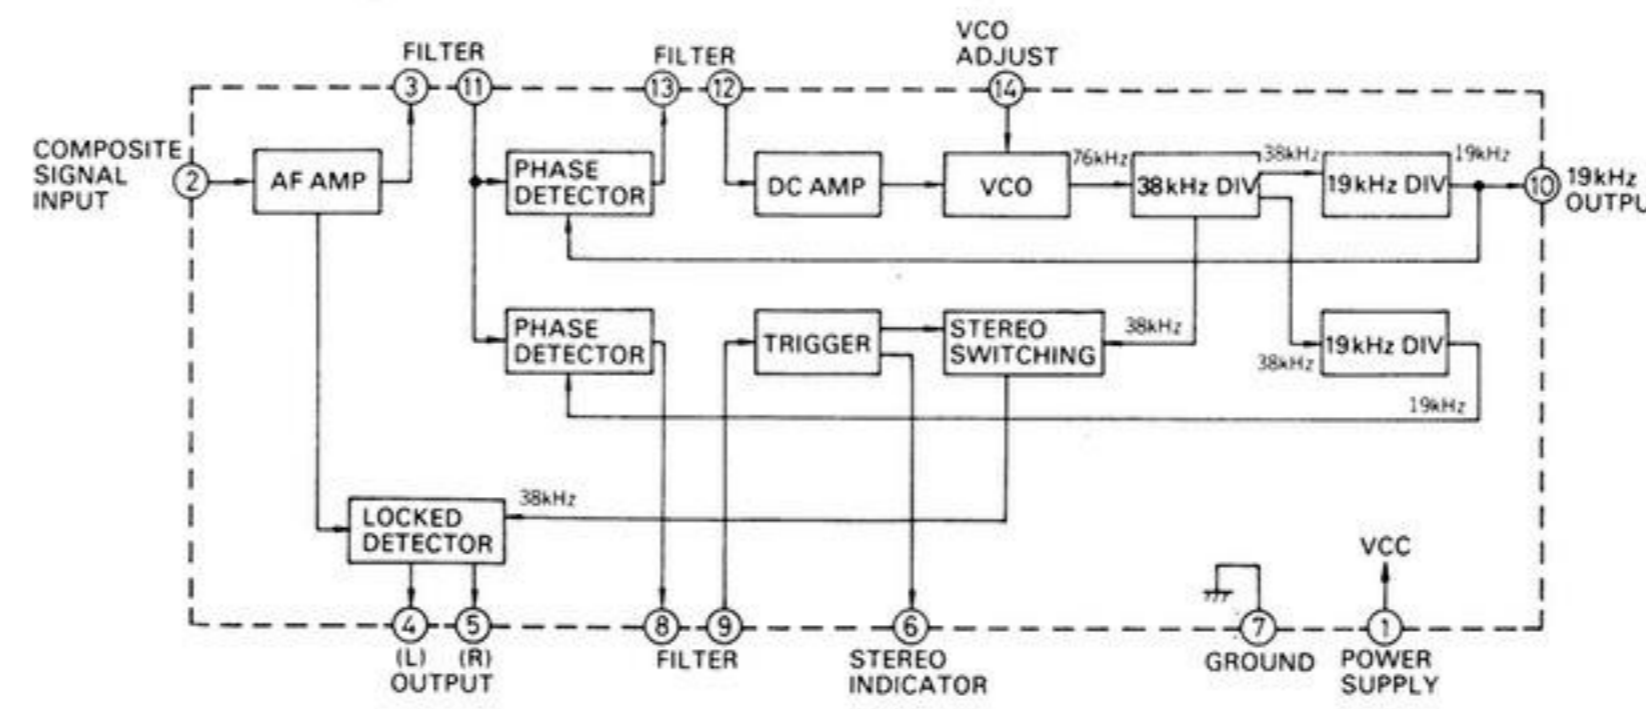 VCO
ADJUST
FILTER
FILTER
3
11
13
12
14
COMPOSITE
SIGNAL
INPUT
2
AF AMP
PHASE
DETECTOR
DC AMP
VCO
76kHz
38kHz DIV
38kHz
19kHz DIV
19kHz
10
19kHz
OUTPU
PHASE
DETECTOR
TRIGGER
STEREO
SWITCHING
38kHz
38kHz
19kHz DIV
19kHz
LOCKED
DETECTOR
38kHz
VCC
4
5
8
9
6
7
1
(L) (R)
OUTPUT
FILTER
STEREO
INDICATOR
GROUND
POWER
SUPPLY